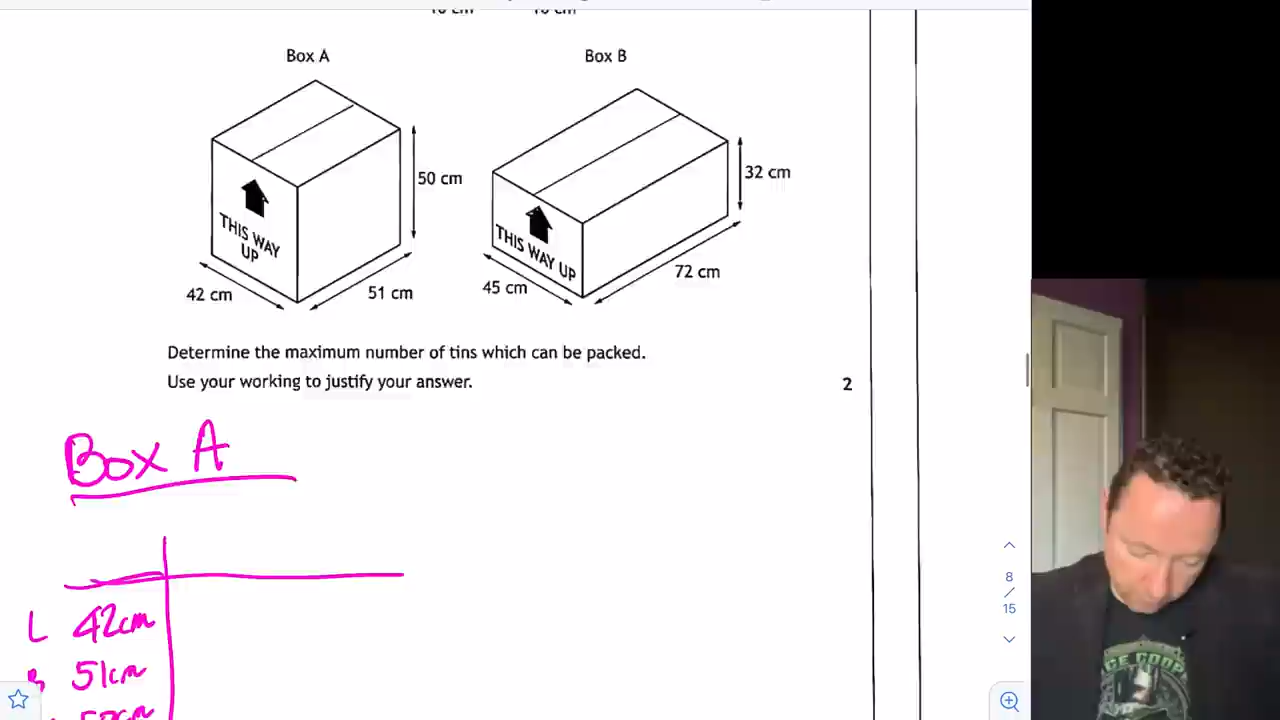 Box A Box B
50 cm
32 cm
THIS WAY
UP
THIS WAY UP
42 cm
51 cm
45 cm
72 cm
Determine the maximum number of tins which can be packed.
Use your working to justify your answer.
2
Box A
L 42cm
B 51cm
8
/
15